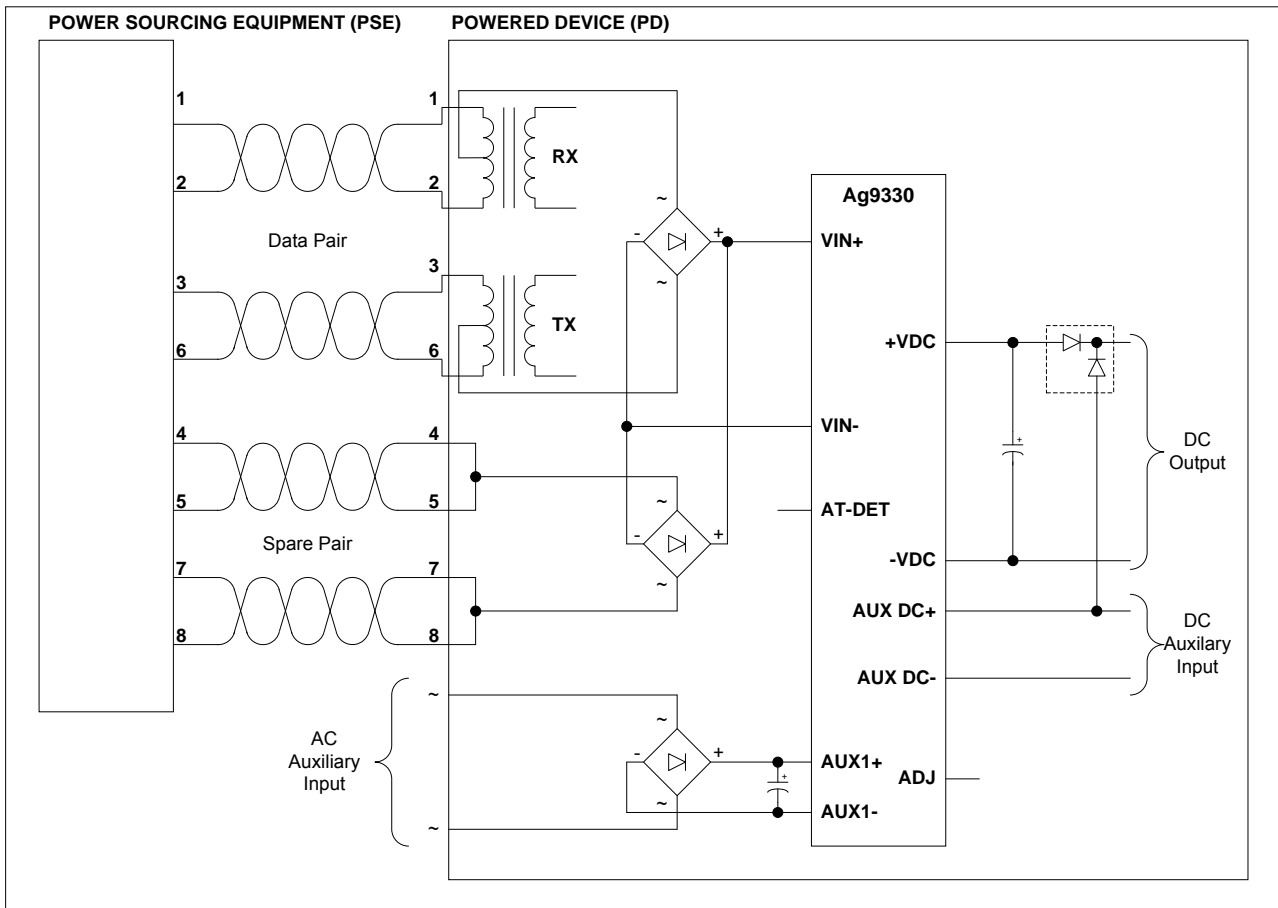 POWER SOURCING EQUIPMENT (PSE)
POWERED DEVICE (PD)
1
1
2
2
RX
Data Pair
3
3
6
6
TX
4
4
5
5
Spare Pair
7
7
8
8
~
~
-
+
~
~
-
+
AC
Auxiliary
Input
~
~
~
~
-
+
Ag9330
VIN+
+VDC
VIN-
AT-DET
-VDC
AUX DC+
AUX DC-
AUX1+
ADJ
AUX1-
+
+
DC
Output
DC
Auxilary
Input